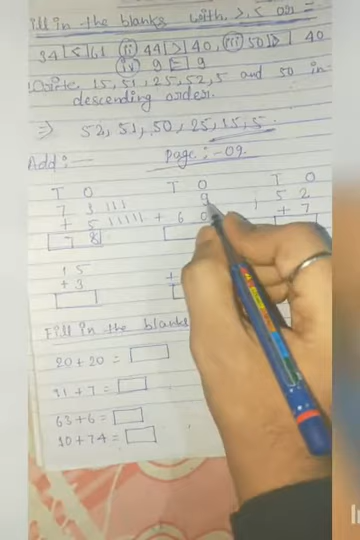 Fill in the blanks with >, < or =
34 < 61 (ii) 44 > 40, (iii) 50 > 40
(iv) 9 = 9
Write 15, 51, 25, 52, 5 and 50 in
descending order.
⇒ 52, 51, 50, 25, 15, 5.
Add:— Page:-09.
T O T O T O
7 3 ||| 9 5 2
+ 5 ||||| + 6 0 + 7
7 8
1 5
+ 3 +
Fill in the blanks
20+20 =
31+7 =
63+6 =
10+74 =